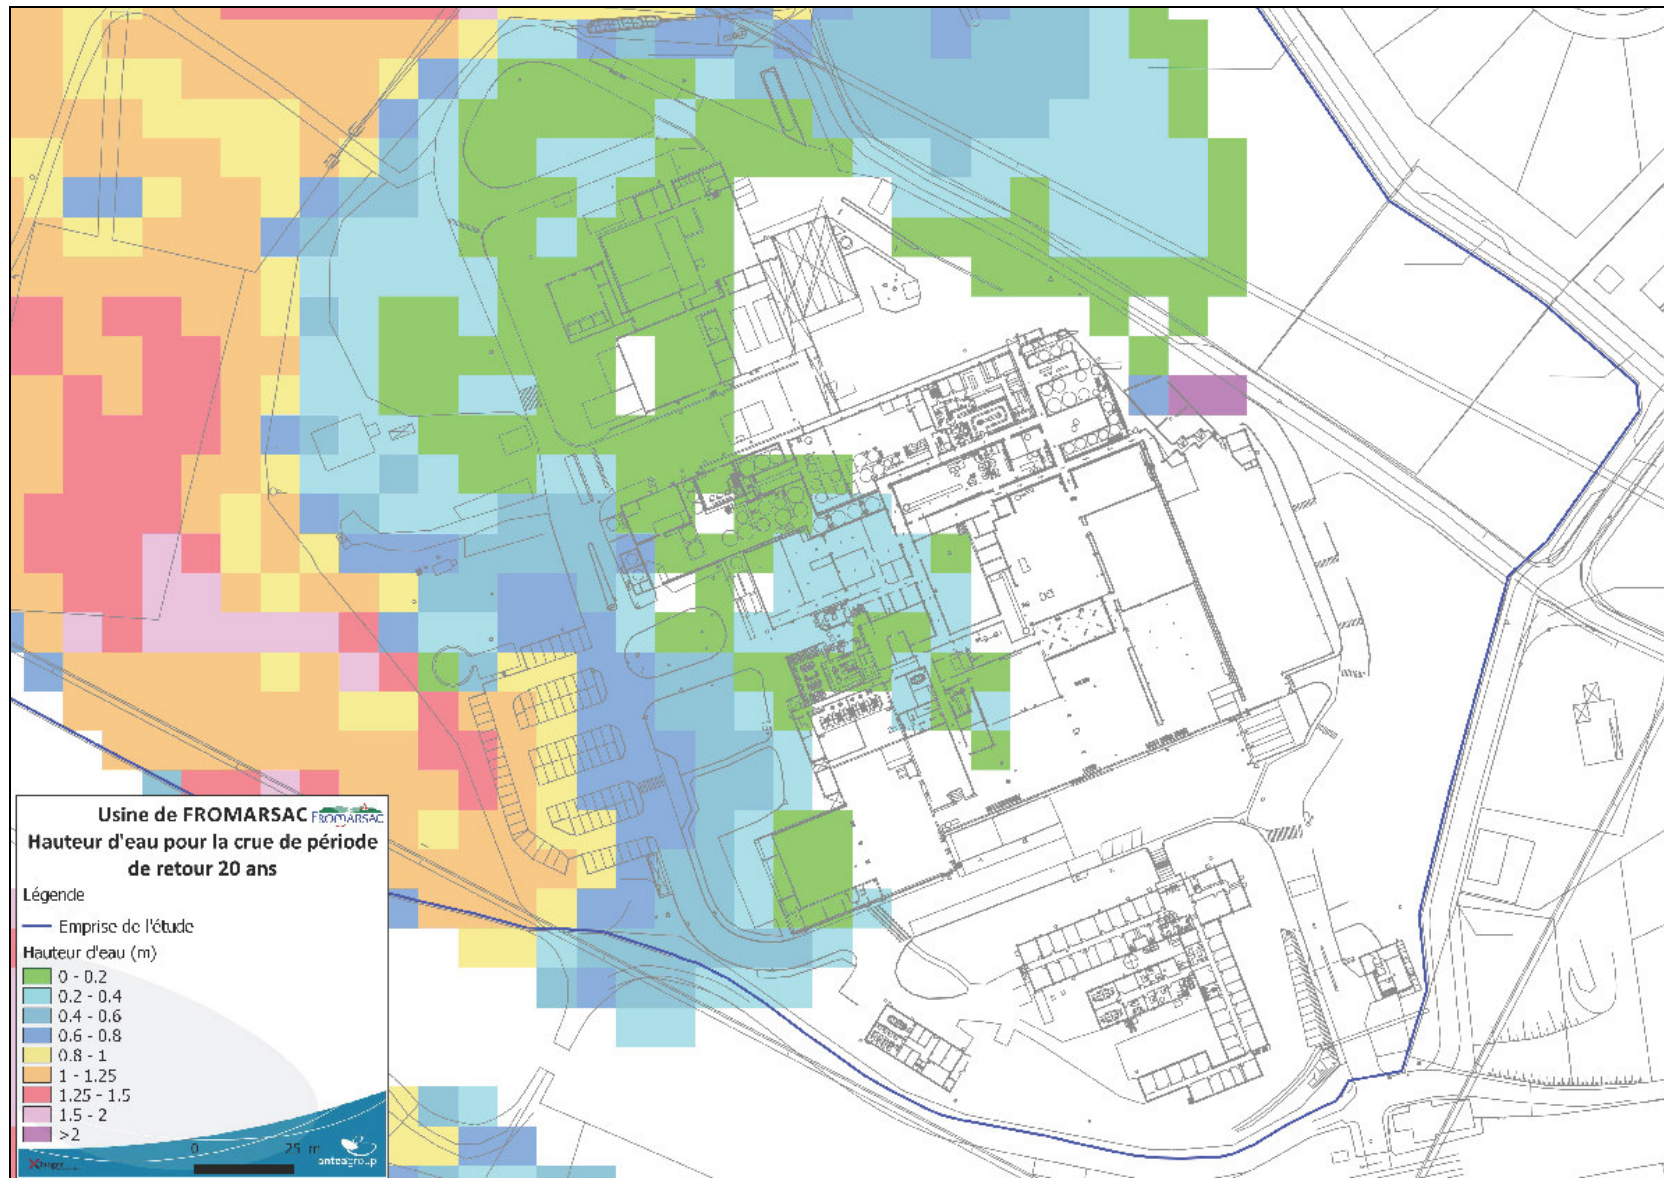 Usine de FROMARSAC FROMARSAC
Hauteur d'eau pour la crue de période
de retour 20 ans
Légende
Emprise de l'étude
Hauteur d'eau (m)
0 - 0.2
0.2 - 0.4
0.4 - 0.6
0.6 - 0.8
0.8 - 1
1 - 1.25
1.25 - 1.5
1.5 - 2
>2
0 25 m
anteagroup